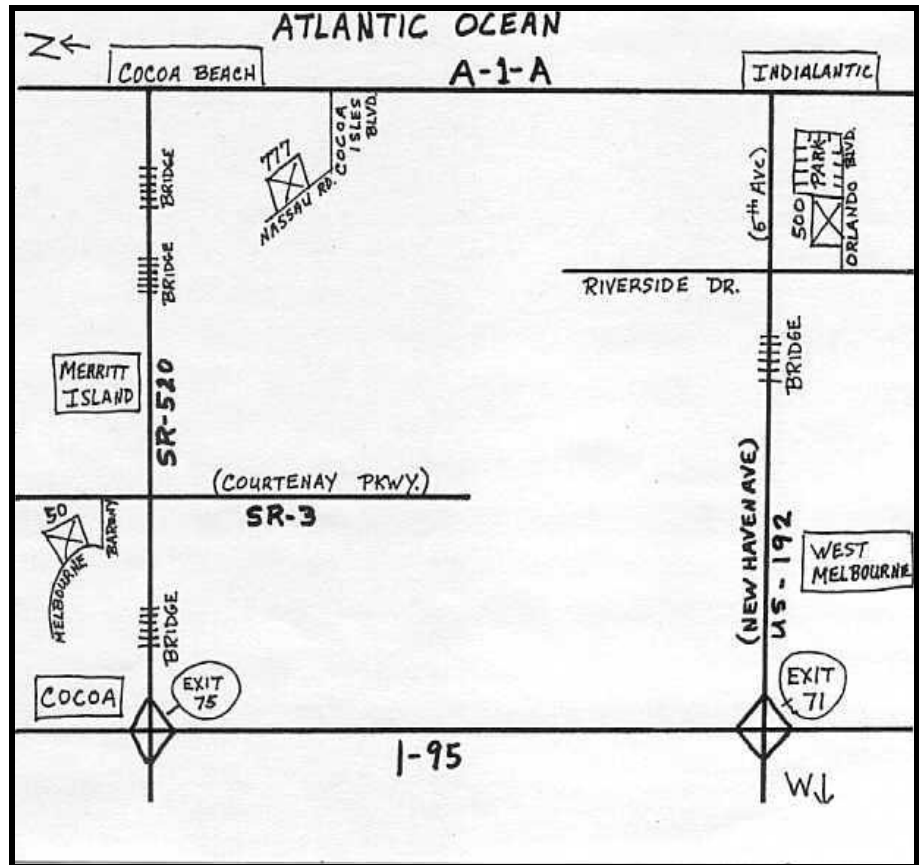 ATLANTIC OCEAN
N
COCOA BEACH
A-1-A
INDIALANTIC
COCOA ISLES BLVD.
777
NASSAU RD.
BRIDGE
BRIDGE
(5th AVE)
PARK
500
ORLANDO BLVD.
RIVERSIDE DR.
BRIDGE
MERRITT
ISLAND
SR-520
(COURTENAY PKWY.)
SR-3
50
BARONY
MELBOURNE
BRIDGE
(NEW HAVEN AVE)
US-192
WEST
MELBOURNE
COCOA
EXIT
75
EXIT
71
I-95
W